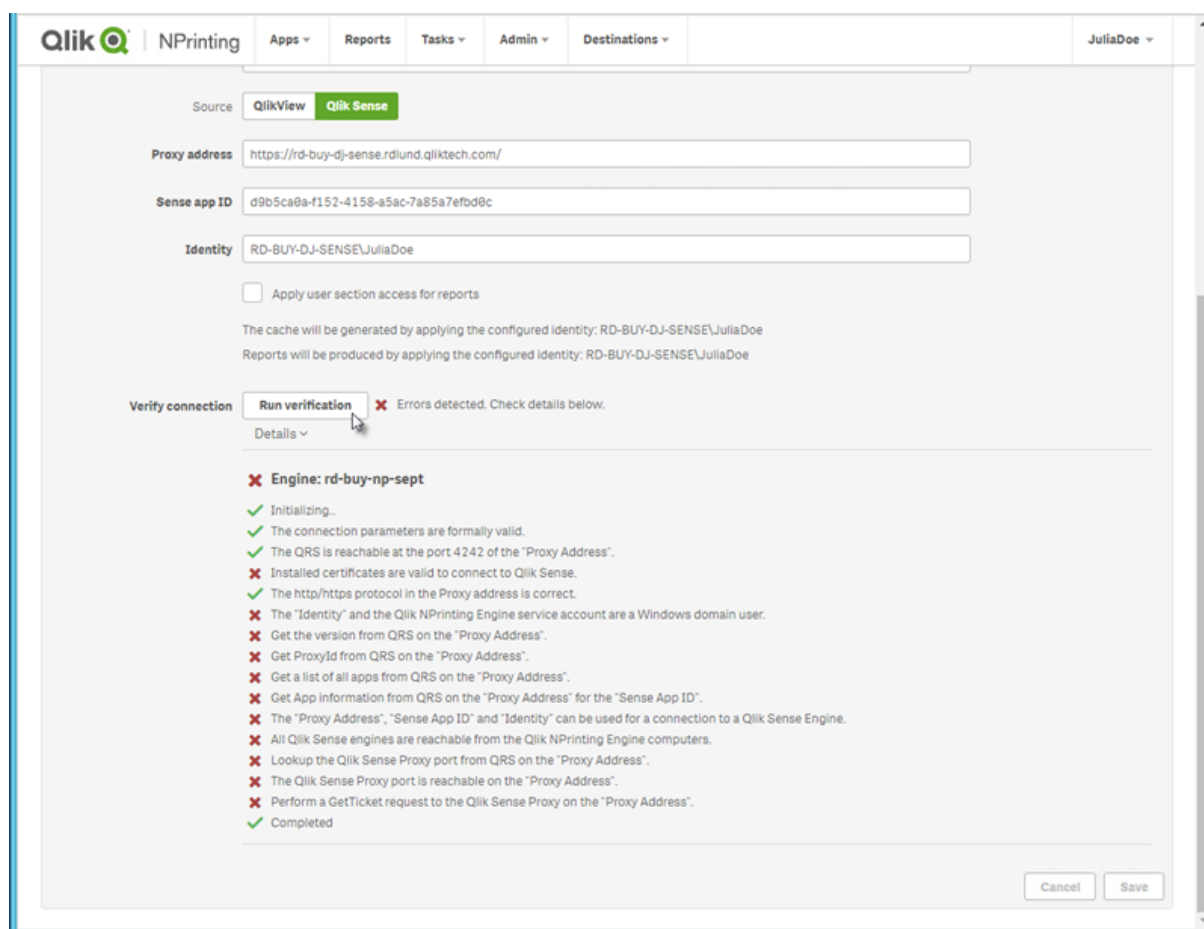 Qlik NPrinting Apps Reports Tasks Admin Destinations JuliaDoe
Source QlikView Qlik Sense
Proxy address https://rd-buy-dj-sense.rdlund.qliktech.com/
Sense app ID d9b5ca0a-f152-4158-a5ac-7a85a7efbd0c
Identity RD-BUY-DJ-SENSE\JuliaDoe
Apply user section access for reports
The cache will be generated by applying the configured identity: RD-BUY-DJ-SENSE\JuliaDoe
Reports will be produced by applying the configured identity: RD-BUY-DJ-SENSE\JuliaDoe
Verify connection Run verification Errors detected. Check details below.
Details
Engine: rd-buy-np-sept
Initializing..
The connection parameters are formally valid.
The QRS is reachable at the port 4242 of the "Proxy Address".
Installed certificates are valid to connect to Qlik Sense.
The http/https protocol in the Proxy address is correct.
The "Identity" and the Qlik NPrinting Engine service account are a Windows domain user.
Get the version from QRS on the "Proxy Address".
Get ProxyId from QRS on the "Proxy Address".
Get a list of all apps from QRS on the "Proxy Address".
Get App information from QRS on the "Proxy Address" for the "Sense App ID".
The "Proxy Address", "Sense App ID" and "Identity" can be used for a connection to a Qlik Sense Engine.
All Qlik Sense engines are reachable from the Qlik NPrinting Engine computers.
Lookup the Qlik Sense Proxy port from QRS on the "Proxy Address".
The Qlik Sense Proxy port is reachable on the "Proxy Address".
Perform a GetTicket request to the Qlik Sense Proxy on the "Proxy Address".
Completed
Cancel Save